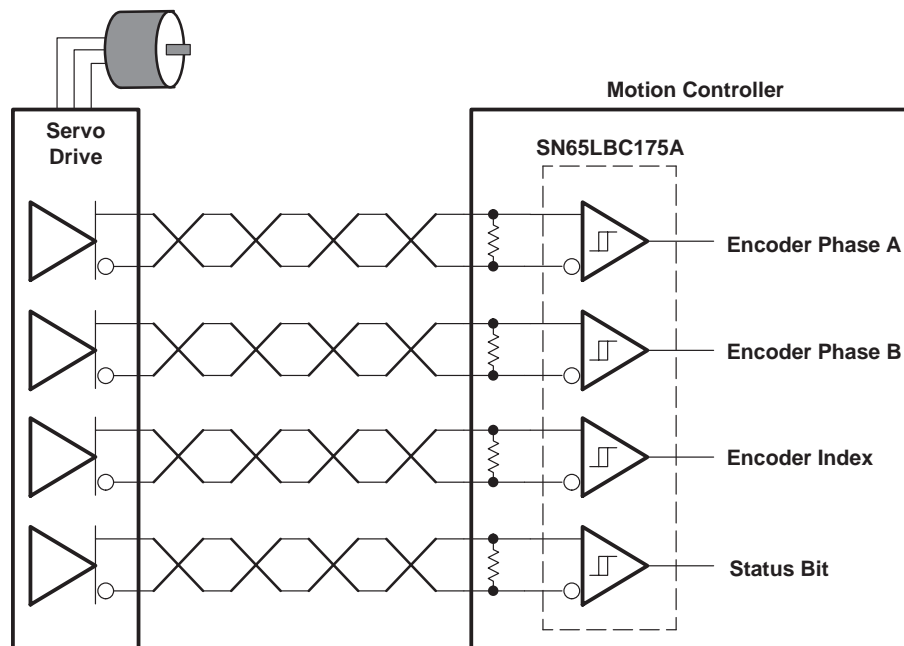 Motion Controller
Servo
Drive
SN65LBC175A
Encoder Phase A
Encoder Phase B
Encoder Index
Status Bit